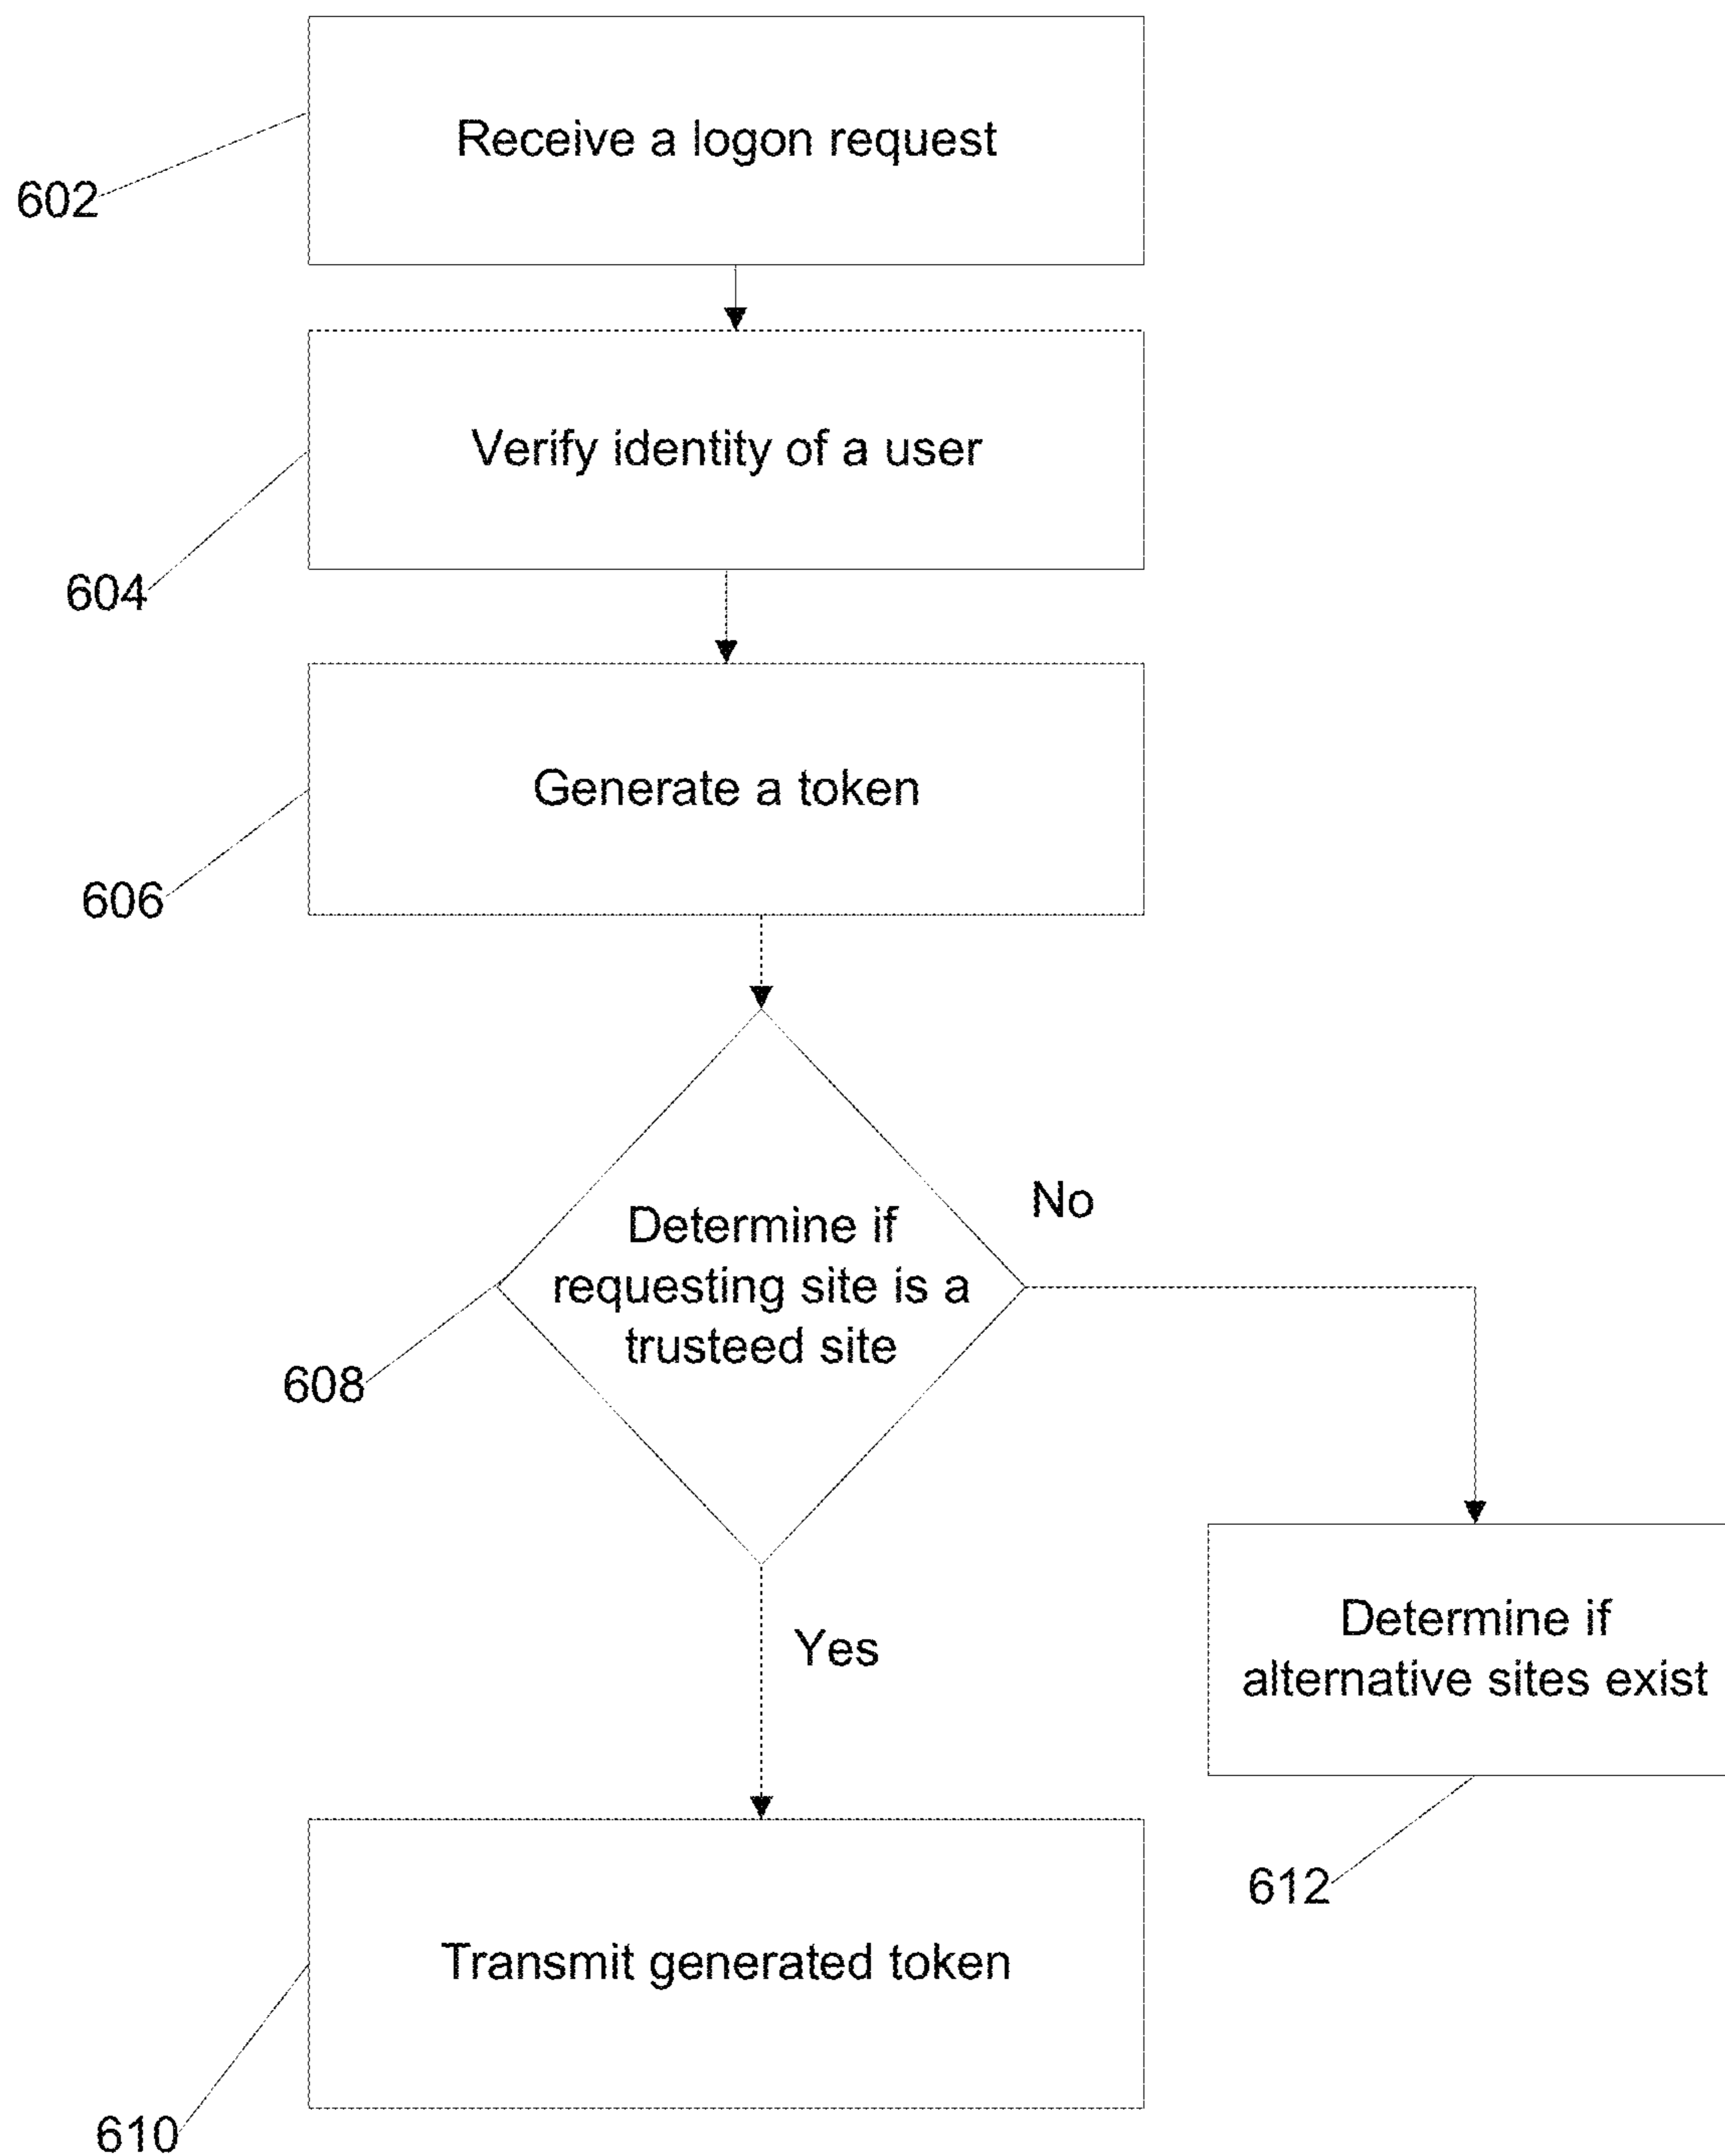 Receive a logon request
602
Verify identity of a user
604
Generate a token
606
No
Determine if
requesting site is a
trusteed site
608
Yes
Determine if
alternative sites exist
612
Transmit generated token
610